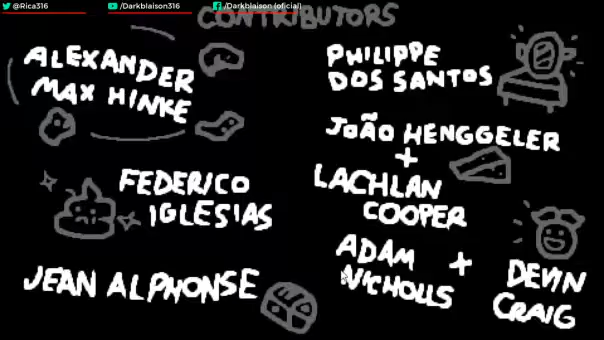 @Rica316
/Darkblaison316
/Darkblaison (oficial)
CONTRIBUTORS
ALEXANDER
MAX HINKE
PHILIPPE
DOS SANTOS
JOÃO HENGGELER
+
LACHLAN
COOPER
FEDERICO
IGLESIAS
ADAM + 
NICHOLLS
DEVIN
CRAIG
JEAN ALPHONSE